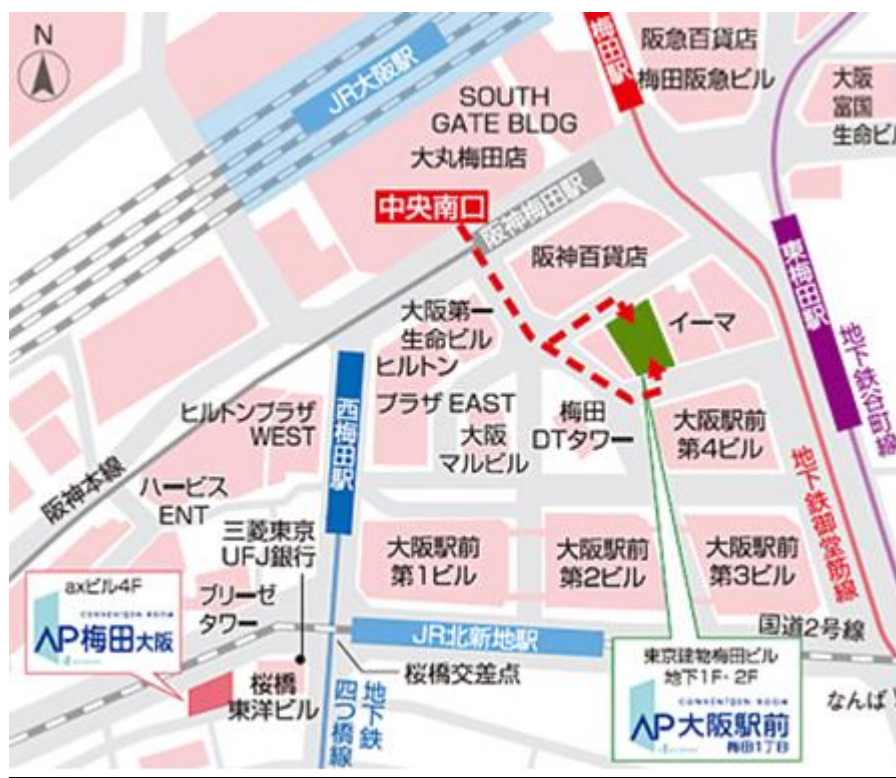 N
JR大阪駅
梅田駅
阪急百貨店
梅田阪急ビル
大阪
富国
生命ビル
SOUTH
GATE BLDG
大丸梅田店
中央南口
阪神梅田駅
阪神百貨店
東梅田駅
地下鉄谷町線
大阪第一
生命ビル
イーマ
ヒルトン
プラザ EAST
ヒルトンプラザ
WEST
西梅田駅
大阪
マルビル
梅田
DTタワー
大阪駅前
第4ビル
地下鉄御堂筋線
阪神本線
ハービス
ENT
三菱東京
UFJ銀行
大阪駅前
第1ビル
大阪駅前
第2ビル
大阪駅前
第3ビル
axビル4F
CONVENTION ROOM
AP梅田大阪
ブリーゼ
タワー
JR北新地駅
国道2号線
桜橋交差点
桜橋
東洋ビル
地下鉄
四つ橋線
東京建物梅田ビル
地下1F・2F
CONVENTION ROOM
AP大阪駅前
梅田1丁目
なんば